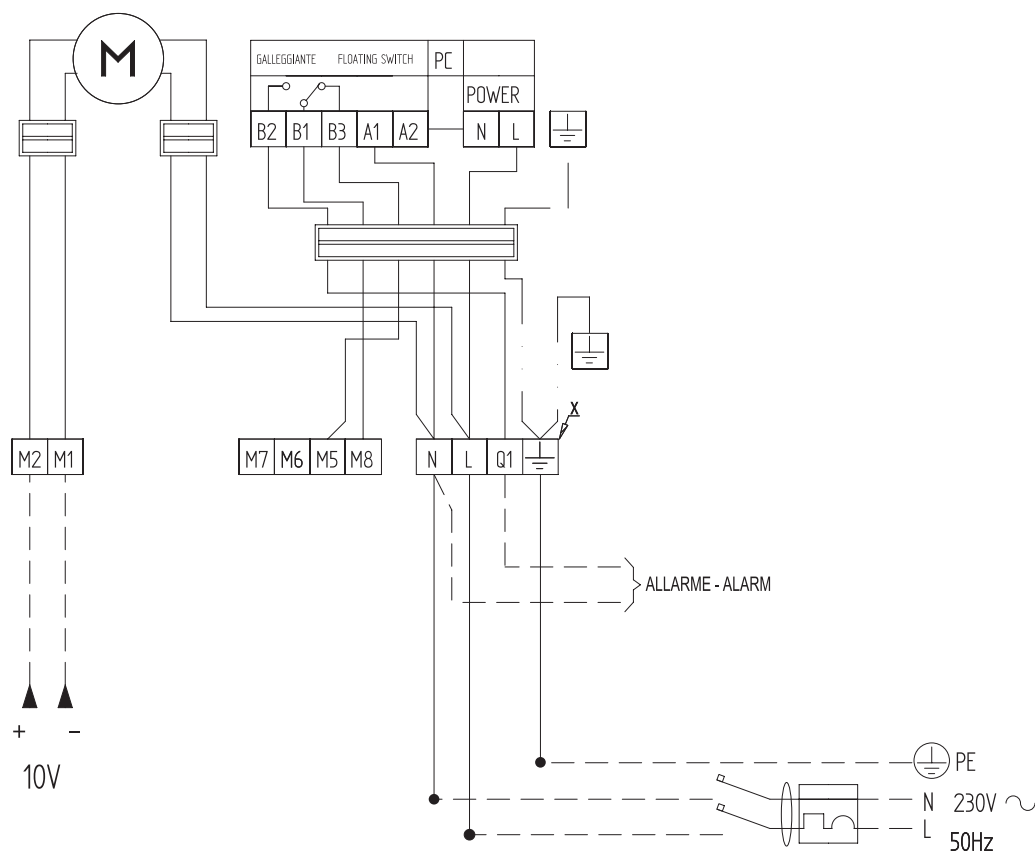 M
GALLEGGIANTE FLOATING SWITCH PC
POWER
B2 B1 B3 A1 A2 N L
X
M2 M1 M7 M6 M5 M8 N L Q1
ALLARME - ALARM
+ -
10V
PE
N 230V
L 50Hz